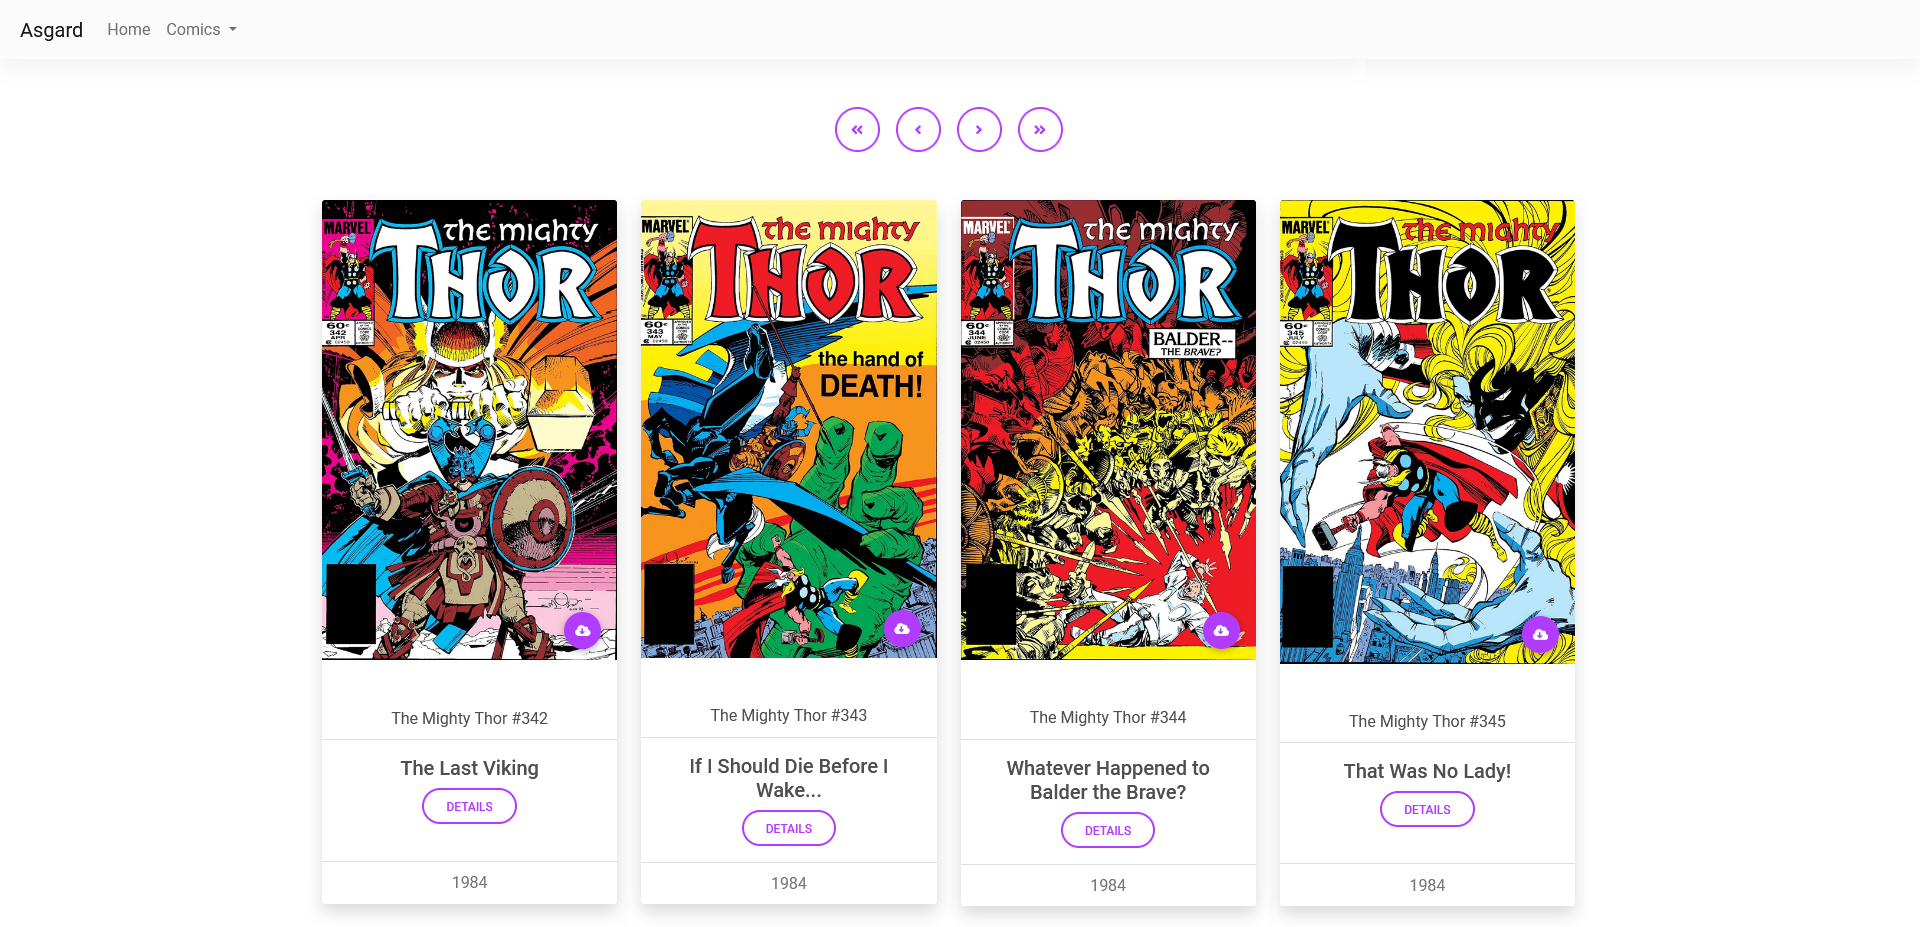 Asgard
Home
Comics
MARVEL
the mighty
THOR
60¢
342
APR
02450
MARVEL
the mighty
THOR
60¢
343
MAY
02450
the hand of
DEATH!
MARVEL
the mighty
THOR
60¢
344
JUNE
02450
BALDER--
THE BRAVE?
MARVEL
the mighty
THOR
60¢
345
JULY
02450
The Mighty Thor #342
The Last Viking
DETAILS
1984
The Mighty Thor #343
If I Should Die Before I
Wake...
DETAILS
1984
The Mighty Thor #344
Whatever Happened to
Balder the Brave?
DETAILS
1984
The Mighty Thor #345
That Was No Lady!
DETAILS
1984